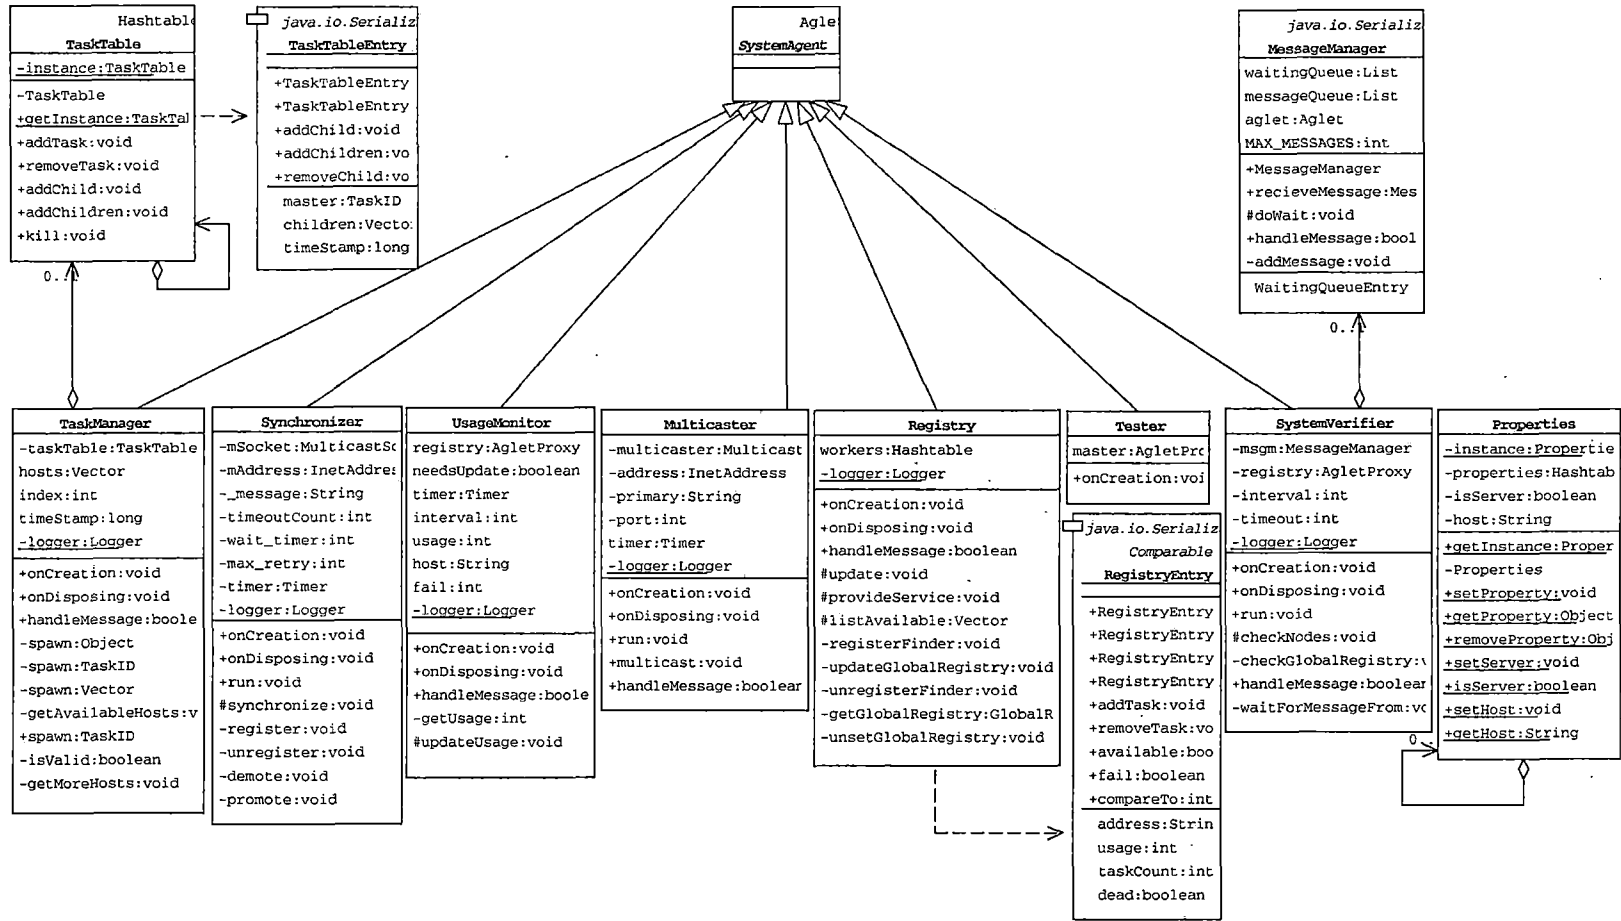 Hashtabl
TaskTable
-instance:TaskTable
-TaskTable
+getInstance:TaskTal
+addTask:void
+removeTask:void
+addChild:void
+addChildren:void
+kill:void
java.io.Serializ
TaskTableEntry
+TaskTableEntry
+TaskTableEntry
+addChild:void
+addChildren:vo
+removeChild:vo
master:TaskID
children:Vecto
timeStamp:long
Agle
SystemAgent
java.io.Serializ
MessageManager
waitingQueue:List
messageQueue:List
aglet:Aglet
MAX_MESSAGES:int
+MessageManager
+recieveMessage:Mes
#doWait:void
+handleMessage:bool
-addMessage:void
WaitingQueueEntry
0..1
0..1
TaskManager
-taskTable:TaskTable
hosts:Vector
index:int
timeStamp:long
-logger:Logger
+onCreation:void
+onDisposing:void
+handleMessage:boole
-spawn:Object
-spawn:TaskID
-spawn:Vector
-getAvailableHosts:v
+spawn:TaskID
-isValid:boolean
-getMoreHosts:void
Synchronizer
-mSocket:MulticastSo
-mAddress:InetAddres
-_message:String
-timeoutCount:int
-wait_timer:int
-max_retry:int
-timer:Timer
-logger:Logger
+onCreation:void
+onDisposing:void
+run:void
#synchronize:void
-register:void
-unregister:void
-demote:void
-promote:void
UsageMonitor
registry:AgletProxy
needsUpdate:boolean
timer:Timer
interval:int
usage:int
host:String
fail:int
-logger:Logger
+onCreation:void
+onDisposing:void
+handleMessage:boole
-getUsage:int
#updateUsage:void
Multicaster
-multicaster:Multicast
-address:InetAddress
-primary:String
-port:int
timer:Timer
-logger:Logger
+onCreation:void
+onDisposing:void
+run:void
+multicast:void
+handleMessage:boolear
Registry
workers:Hashtable
-logger:Logger
+onCreation:void
+onDisposing:void
+handleMessage:boolean
#update:void
#provideService:void
#listAvailable:Vector
-registerFinder:void
-updateGlobalRegistry:void
-unregisterFinder:void
-getGlobalRegistry:GlobalR
-unsetGlobalRegistry:void
Tester
master:AgletPro
+onCreation:voi
java.io.Serializ
Comparable
RegistryEntry
+RegistryEntry
+RegistryEntry
+RegistryEntry
+RegistryEntry
+addTask:void
+removeTask:vo
+available:boo
+fail:boolean
+compareTo:int
address:Strin
usage:int
taskCount:int
dead:boolean
SystemVerifier
-msgm:MessageManager
-registry:AgletProxy
-interval:int
-timeout:int
-logger:Logger
+onCreation:void
+onDisposing:void
+run:void
#checkNodes:void
-checkGlobalRegistry:v
+handleMessage:boolear
-waitForMessageFrom:vo
Properties
-instance:Propertie
-properties:Hashtab
-isServer:boolean
-host:String
+getInstance:Proper
-Properties
+setProperty:void
+getProperty:Object
+removeProperty:Obj
+setServer:void
+isServer:boolean
+setHost:void
+getHost:String
0